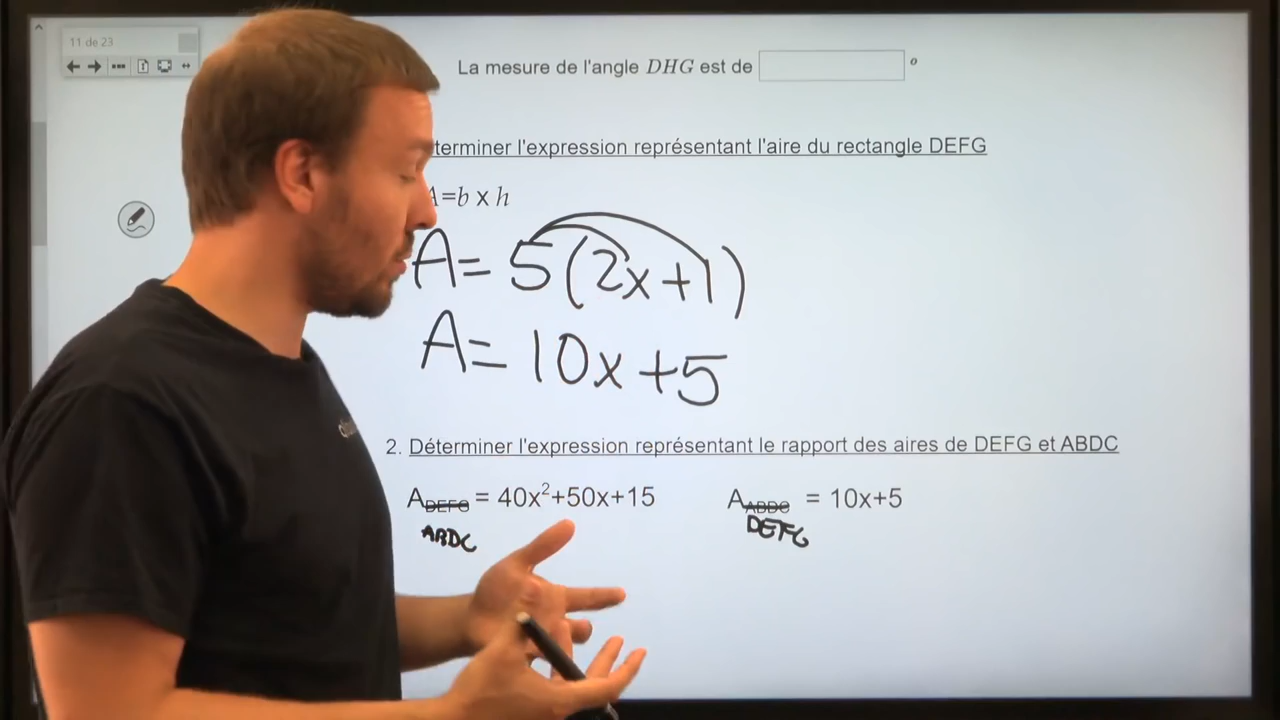 11 de 23
La mesure de l'angle DHG est de °
terminer l'expression représentant l'aire du rectangle DEFG
A=b x h
A= 5(2x+1)
A= 10x+5
2. Déterminer l'expression représentant le rapport des aires de DEFG et ABDC
A DEFG = 40x²+50x+15 A ABDC = 10x+5
ABDC DEFG